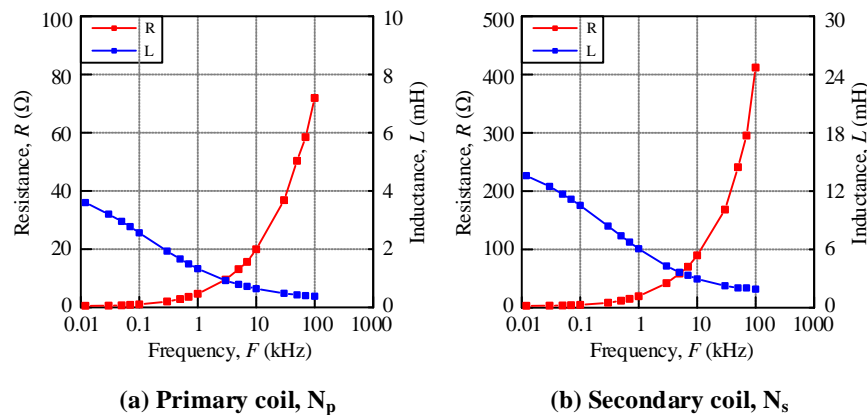 100
80
60
40
20
0
R
L
10
8
6
4
2
0
0.01 0.1 1 10 100 1000
Resistance, R (Ω)
Inductance, L (mH)
Frequency, F (kHz)
(a) Primary coil, Np
500
400
300
200
100
0
R
L
30
24
18
12
6
0
0.01 0.1 1 10 100 1000
Resistance, R (Ω)
Inductance, L (mH)
Frequency, F (kHz)
(b) Secondary coil, Ns